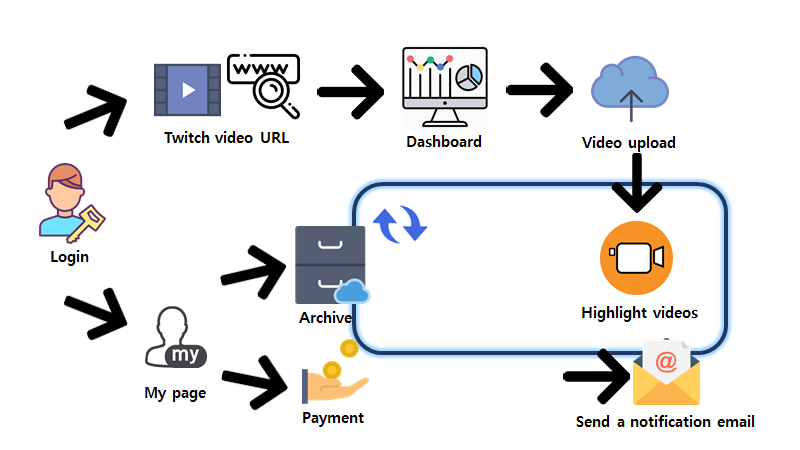 www
Twitch video URL
Dashboard
Video upload
Login
Archive
Highlight videos
my
My page
Payment
@
Send a notification email